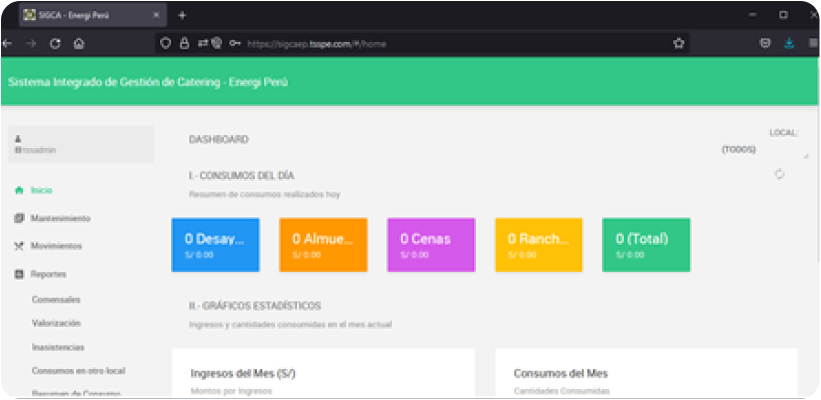 SIGCA - Energi Perú
https://sigcaep.tsspe.com/#/home
Sistema Integrado de Gestión de Catering - Energi Perú
tssadmin
Inicio
Mantenimiento
Movimientos
Reportes
Comensales
Valorización
Inasistencias
Consumos en otro local
Resumen de Consumo
DASHBOARD
LOCAL:
(TODOS)
I.- CONSUMOS DEL DÍA
Resumen de consumos realizados hoy
0 Desay...
S/ 0.00
0 Almue...
S/ 0.00
0 Cenas
S/ 0.00
0 Ranch...
S/ 0.00
0 (Total)
S/ 0.00
II.- GRÁFICOS ESTADÍSTICOS
Ingresos y cantidades consumidas en el mes actual
Ingresos del Mes (S/)
Montos por Ingresos
Consumos del Mes
Cantidades Consumidas